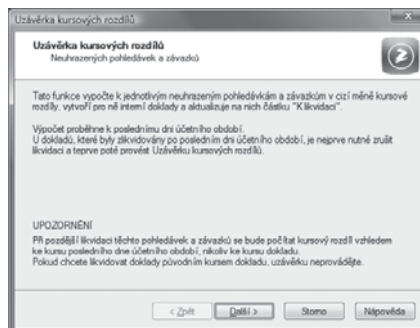 Uzávěrka kursových rozdílů
Uzávěrka kursových rozdílů
Neuhrazených pohledávek a závazků
Tato funkce vypočte k jednotlivým neuhrazeným pohledávkám a závazkům v cizí měně kursové
rozdíly, vytvoří pro ně interní doklady a aktualizuje na nich částku "K likvidaci".
Výpočet proběhne k poslednímu dni účetního období.
U dokladů, které byly zlikvidovány po posledním dni účetního období, je nejprve nutné zrušit
likvidaci a teprve poté provést Uzávěrku kursových rozdílů.
UPOZORNĚNÍ
Při pozdější likvidaci těchto pohledávek a závazků se bude počítat kursový rozdíl vzhledem
ke kursu posledního dne účetního období, nikoliv ke kursu dokladu.
Pokud chcete likvidovat doklady původním kursem dokladu, uzávěrku neprovádějte.
< Zpět Další > Storno Nápověda